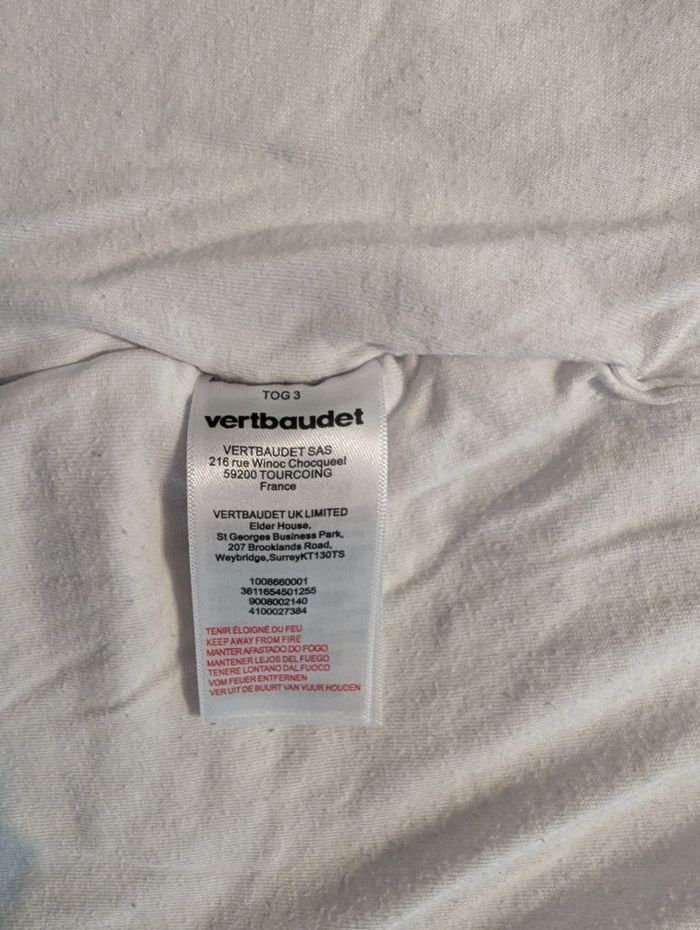 TOG 3
vertbaudet
VERTBAUDET SAS
216 rue Winoc Chocqueel
59200 TOURCOING
France
VERTBAUDET UK LIMITED
Elder House,
St Georges Business Park,
207 Brooklands Road,
Weybridge,SurreyKT130TS
1008660001
3611654501255
9008002140
4100027384
TENIR ÉLOIGNÉ DU FEU
KEEP AWAY FROM FIRE
MANTER AFASTADO DO FOGO
MANTENER LEJOS DEL FUEGO
TENERE LONTANO DAL FUOCO
VOM FEUER ENTFERNEN
VER UIT DE BUURT VAN VUUR HOUDEN